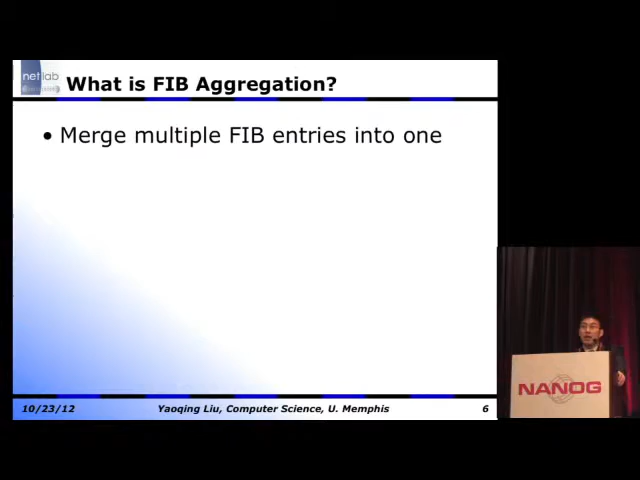 netlab
What is FIB Aggregation?
• Merge multiple FIB entries into one
10/23/12
Yaoqing Liu, Computer Science, U. Memphis
6
NANOG